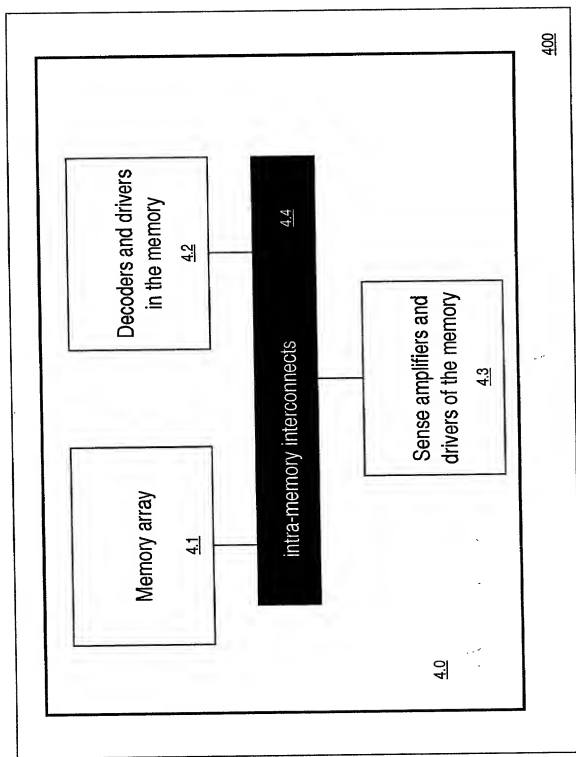 Memory array
4.1
Decoders and drivers
in the memory
4.2
intra-memory interconnects
4.4
Sense amplifiers and
drivers of the memory
4.3
4.0
400